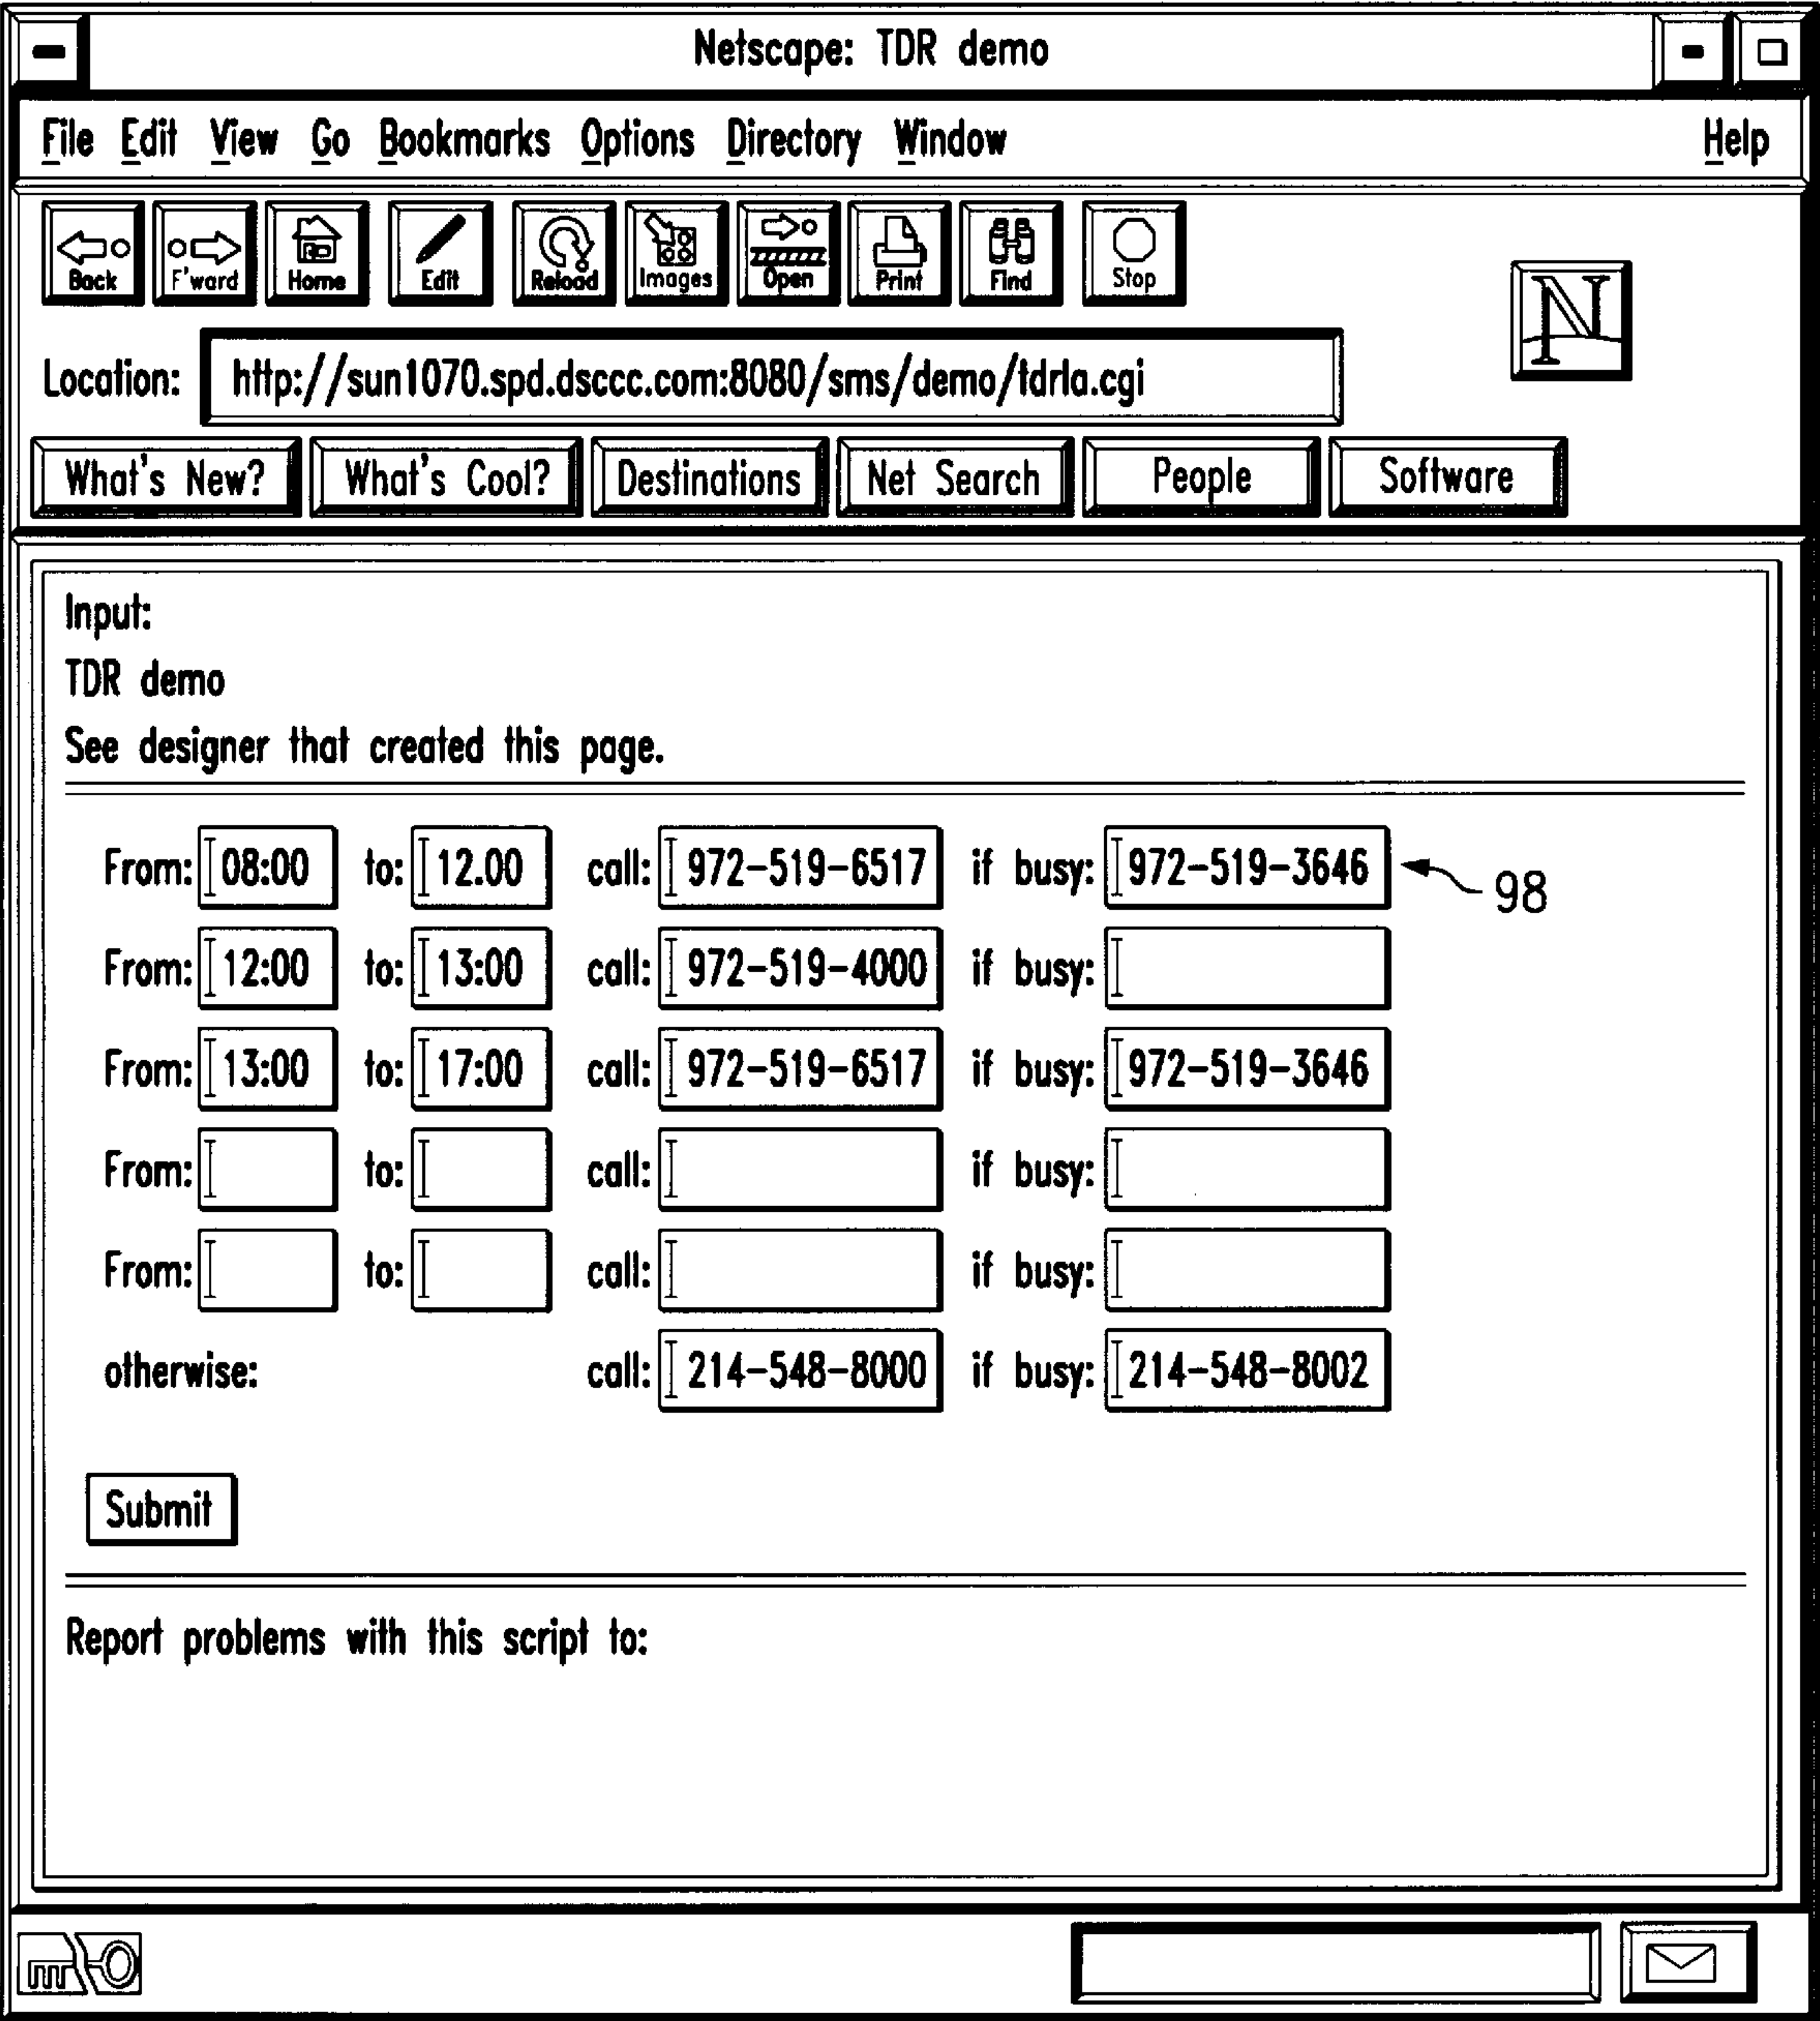 Netscape: TDR demo
File Edit View Go Bookmarks Options Directory Window Help
Back F'ward Home Edit Reload Images Open Print Find Stop
N
Location: http://sun1070.spd.dsccc.com:8080/sms/demo/tdrla.cgi
What's New? What's Cool? Destinations Net Search People Software
Input:
TDR demo
See designer that created this page.
From: 08:00 to: 12.00 call: 972-519-6517 if busy: 972-519-3646 98
From: 12:00 to: 13:00 call: 972-519-4000 if busy:
From: 13:00 to: 17:00 call: 972-519-6517 if busy: 972-519-3646
From: to: call: if busy:
From: to: call: if busy:
otherwise: call: 214-548-8000 if busy: 214-548-8002
Submit
Report problems with this script to: